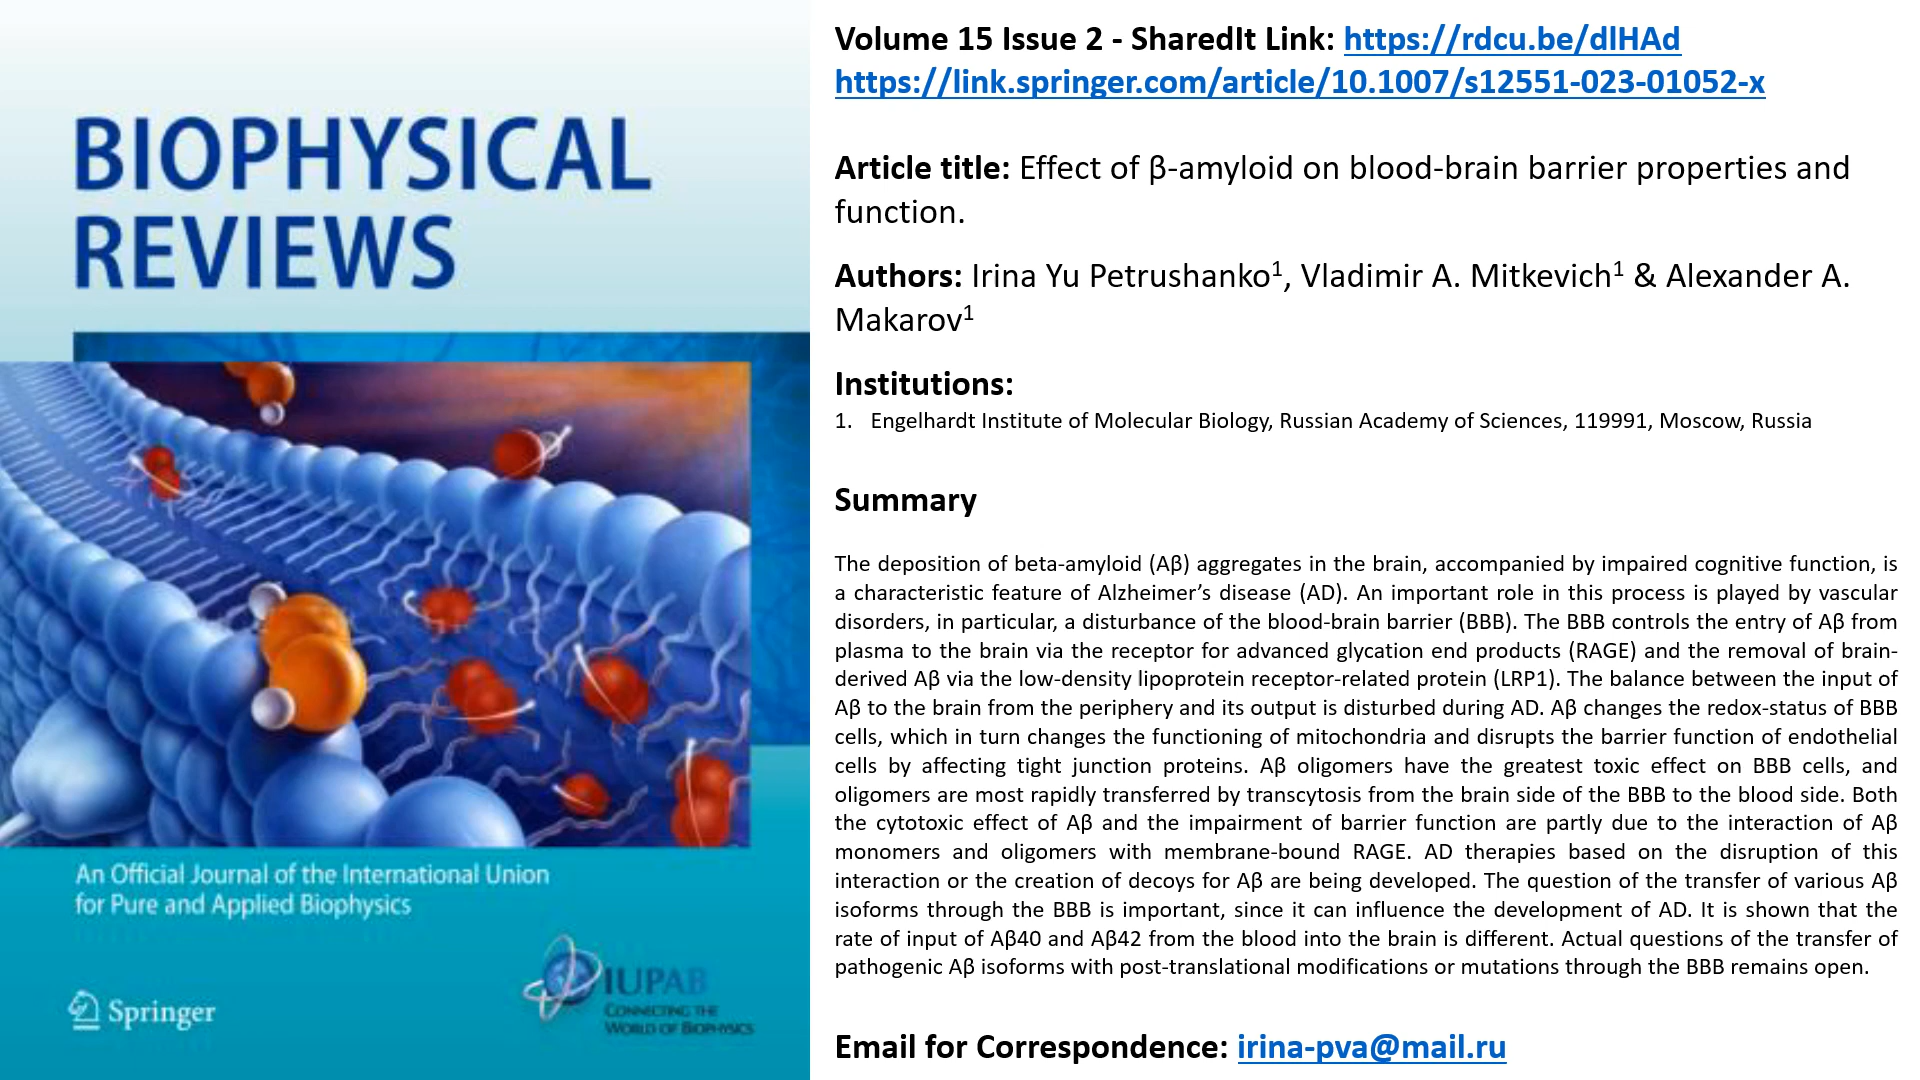 BIOPHYSICAL
REVIEWS
An Official Journal of the International Union
for Pure and Applied Biophysics
Springer
IUPAB
CONNECTING THE
WORLD OF BIOPHYSICS
Volume 15 Issue 2 - SharedIt Link: https://rdcu.be/dlHAd
https://link.springer.com/article/10.1007/s12551-023-01052-x
Article title: Effect of β-amyloid on blood-brain barrier properties and
function.
Authors: Irina Yu Petrushanko¹, Vladimir A. Mitkevich¹ & Alexander A.
Makarov¹
Institutions:
1. Engelhardt Institute of Molecular Biology, Russian Academy of Sciences, 119991, Moscow, Russia
Summary
The deposition of beta-amyloid (Aβ) aggregates in the brain, accompanied by impaired cognitive function, is
a characteristic feature of Alzheimer’s disease (AD). An important role in this process is played by vascular
disorders, in particular, a disturbance of the blood-brain barrier (BBB). The BBB controls the entry of Aβ from
plasma to the brain via the receptor for advanced glycation end products (RAGE) and the removal of brain-
derived Aβ via the low-density lipoprotein receptor-related protein (LRP1). The balance between the input of
Aβ to the brain from the periphery and its output is disturbed during AD. Aβ changes the redox-status of BBB
cells, which in turn changes the functioning of mitochondria and disrupts the barrier function of endothelial
cells by affecting tight junction proteins. Aβ oligomers have the greatest toxic effect on BBB cells, and
oligomers are most rapidly transferred by transcytosis from the brain side of the BBB to the blood side. Both
the cytotoxic effect of Aβ and the impairment of barrier function are partly due to the interaction of Aβ
monomers and oligomers with membrane-bound RAGE. AD therapies based on the disruption of this
interaction or the creation of decoys for Aβ are being developed. The question of the transfer of various Aβ
isoforms through the BBB is important, since it can influence the development of AD. It is shown that the
rate of input of Aβ40 and Aβ42 from the blood into the brain is different. Actual questions of the transfer of
pathogenic Aβ isoforms with post-translational modifications or mutations through the BBB remains open.
Email for Correspondence: irina-pva@mail.ru